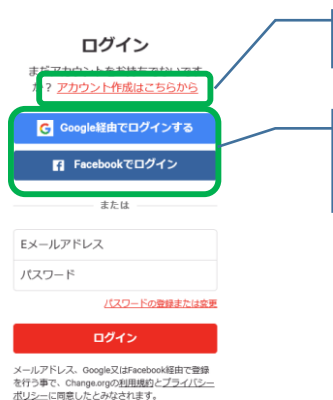 ログイン
まだアカウントをお持ちでないです
か？ アカウント作成はこちらから
Google経由でログインする
Facebookでログイン
または
Eメールアドレス
パスワード
パスワードの登録または変更
ログイン
メールアドレス、Google又はFacebook経由で登録
を行う事で、Change.orgの利用規約とプライバシー
ポリシーに同意したとみなされます。